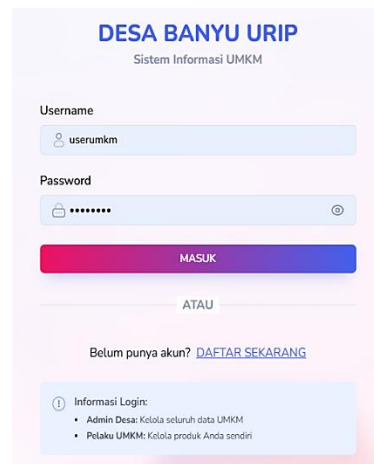 DESA BANYU URIP
Sistem Informasi UMKM
Username
userumkm
Password
••••••••
MASUK
ATAU
Belum punya akun? DAFTAR SEKARANG
Informasi Login:
• Admin Desa: Kelola seluruh data UMKM
• Pelaku UMKM: Kelola produk Anda sendiri